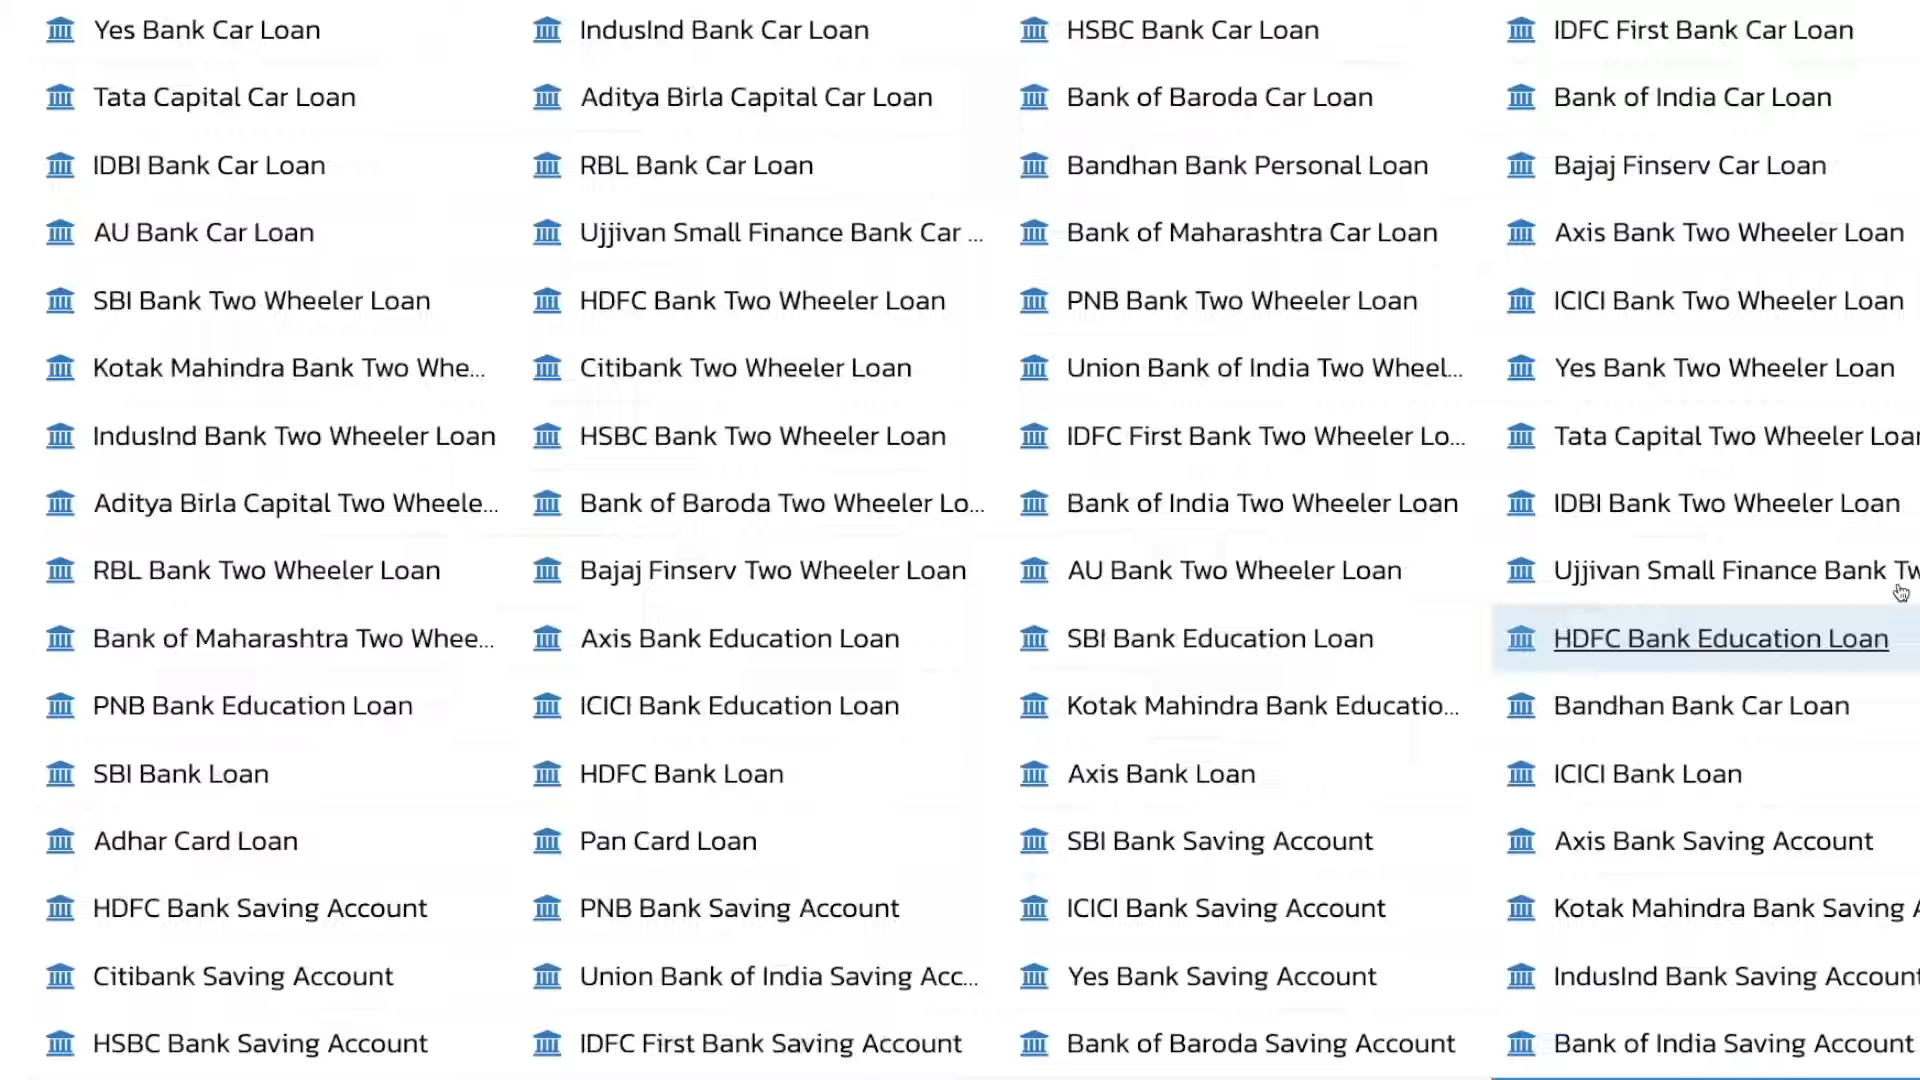 Yes Bank Car Loan
IndusInd Bank Car Loan
HSBC Bank Car Loan
IDFC First Bank Car Loan
Tata Capital Car Loan
Aditya Birla Capital Car Loan
Bank of Baroda Car Loan
Bank of India Car Loan
IDBI Bank Car Loan
RBL Bank Car Loan
Bandhan Bank Personal Loan
Bajaj Finserv Car Loan
AU Bank Car Loan
Ujjivan Small Finance Bank Car ...
Bank of Maharashtra Car Loan
Axis Bank Two Wheeler Loan
SBI Bank Two Wheeler Loan
HDFC Bank Two Wheeler Loan
PNB Bank Two Wheeler Loan
ICICI Bank Two Wheeler Loan
Kotak Mahindra Bank Two Whe...
Citibank Two Wheeler Loan
Union Bank of India Two Wheel...
Yes Bank Two Wheeler Loan
IndusInd Bank Two Wheeler Loan
HSBC Bank Two Wheeler Loan
IDFC First Bank Two Wheeler Lo...
Tata Capital Two Wheeler Loan
Aditya Birla Capital Two Wheele...
Bank of Baroda Two Wheeler Lo...
Bank of India Two Wheeler Loan
IDBI Bank Two Wheeler Loan
RBL Bank Two Wheeler Loan
Bajaj Finserv Two Wheeler Loan
AU Bank Two Wheeler Loan
Ujjivan Small Finance Bank Tw
Bank of Maharashtra Two Whee...
Axis Bank Education Loan
SBI Bank Education Loan
HDFC Bank Education Loan
PNB Bank Education Loan
ICICI Bank Education Loan
Kotak Mahindra Bank Educatio...
Bandhan Bank Car Loan
SBI Bank Loan
HDFC Bank Loan
Axis Bank Loan
ICICI Bank Loan
Adhar Card Loan
Pan Card Loan
SBI Bank Saving Account
Axis Bank Saving Account
HDFC Bank Saving Account
PNB Bank Saving Account
ICICI Bank Saving Account
Kotak Mahindra Bank Saving A
Citibank Saving Account
Union Bank of India Saving Acc...
Yes Bank Saving Account
IndusInd Bank Saving Account
HSBC Bank Saving Account
IDFC First Bank Saving Account
Bank of Baroda Saving Account
Bank of India Saving Account